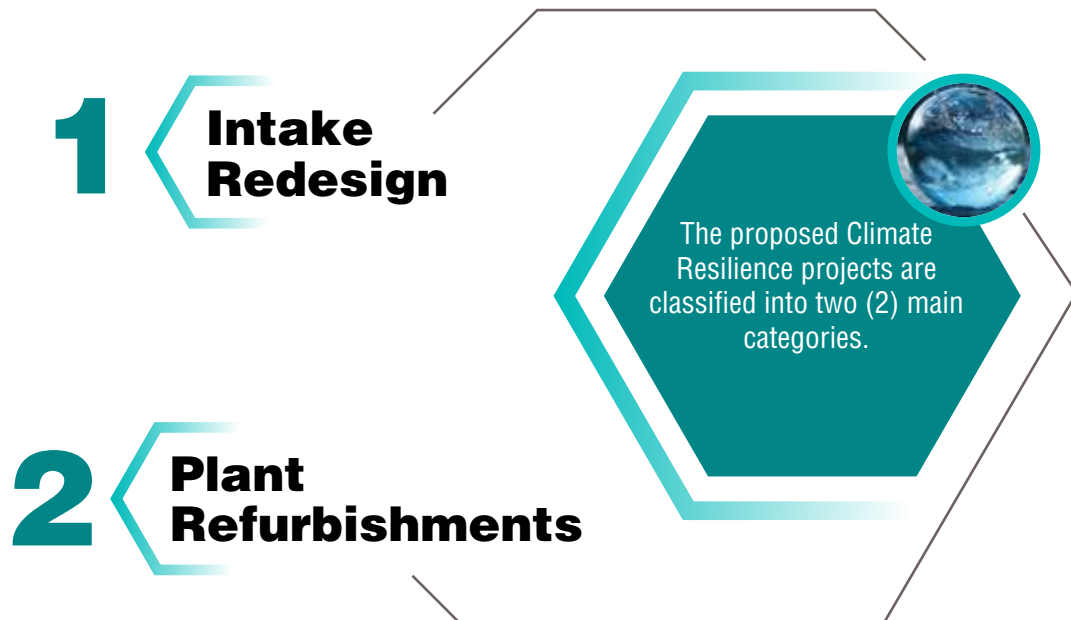 1
Intake
Redesign
The proposed Climate
Resilience projects are
classified into two (2) main
categories.
2
Plant
Refurbishments